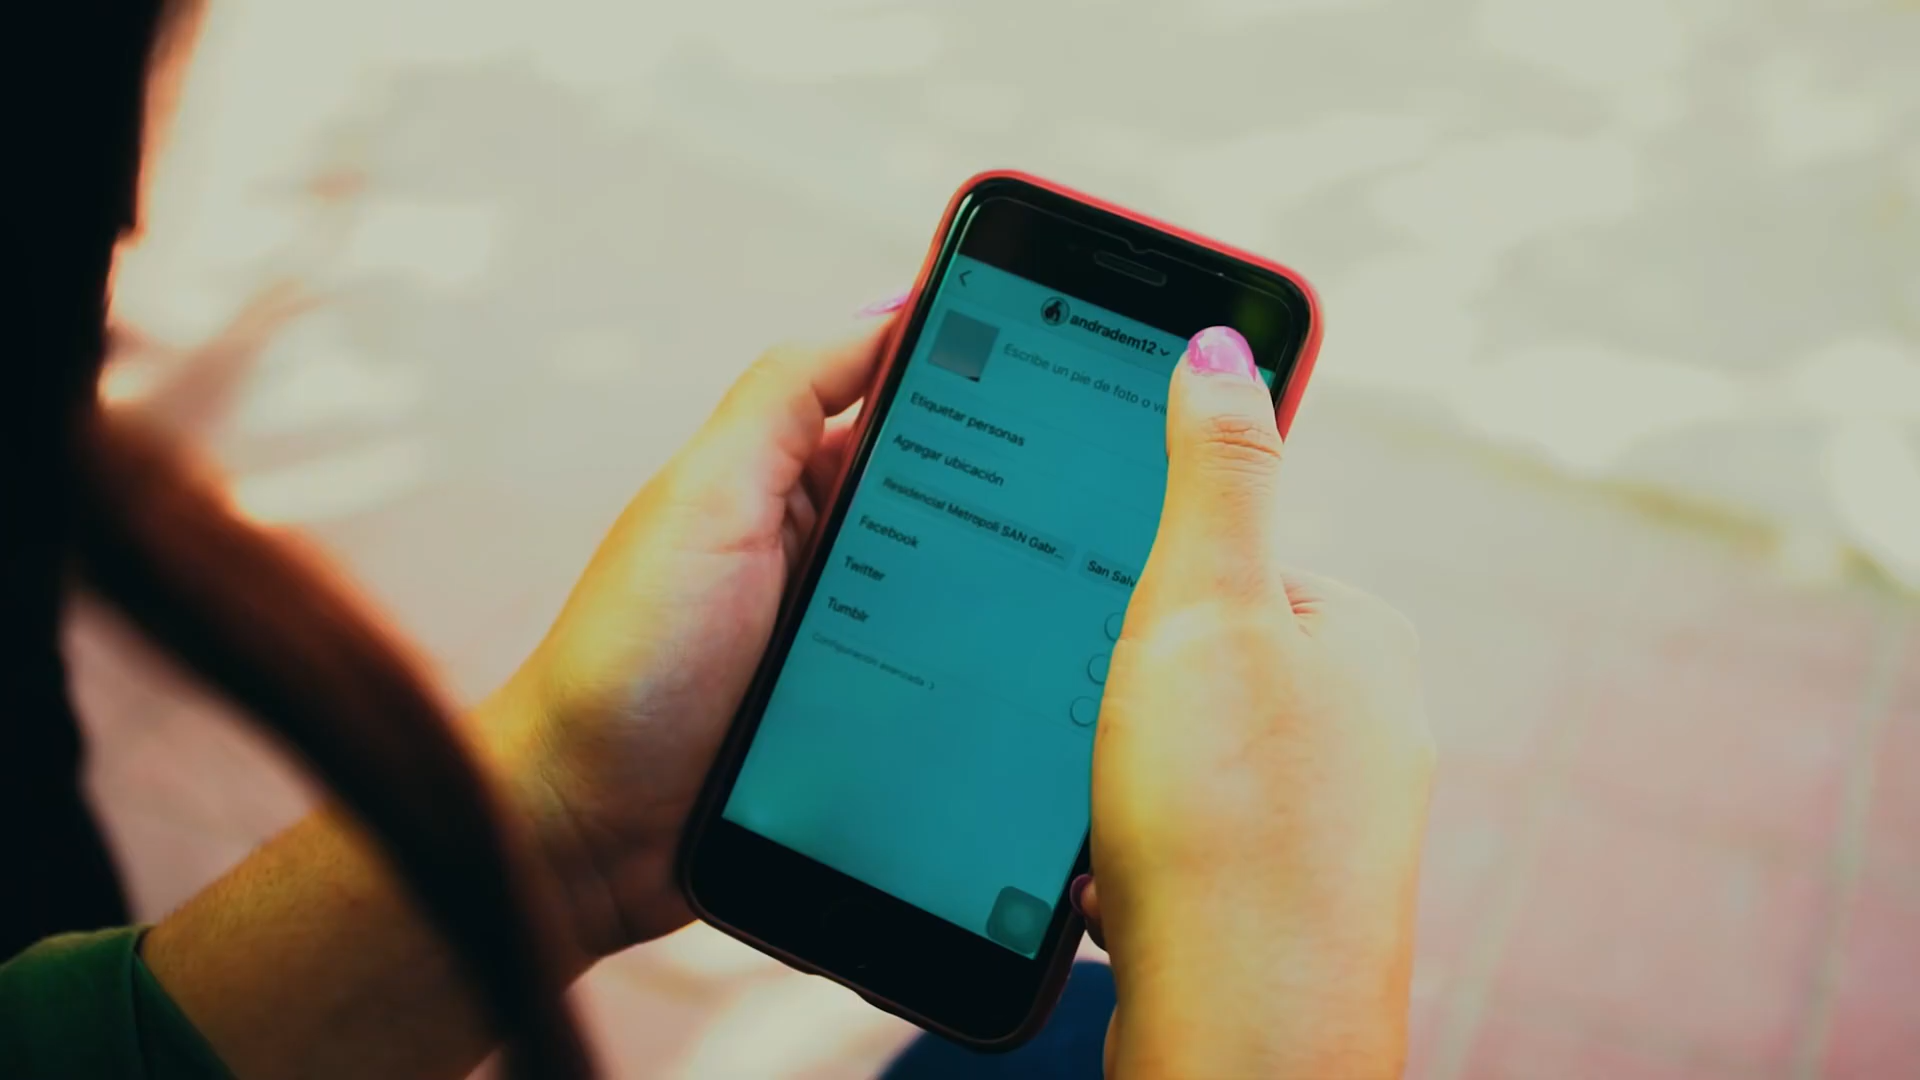 andradem12
Escribe un pie de foto o
Etiquetar personas
Agregar ubicación
Residencial Metropoli SAN Gabr...
San Salv
Facebook
Twitter
Tumblr
Configuración avanzada